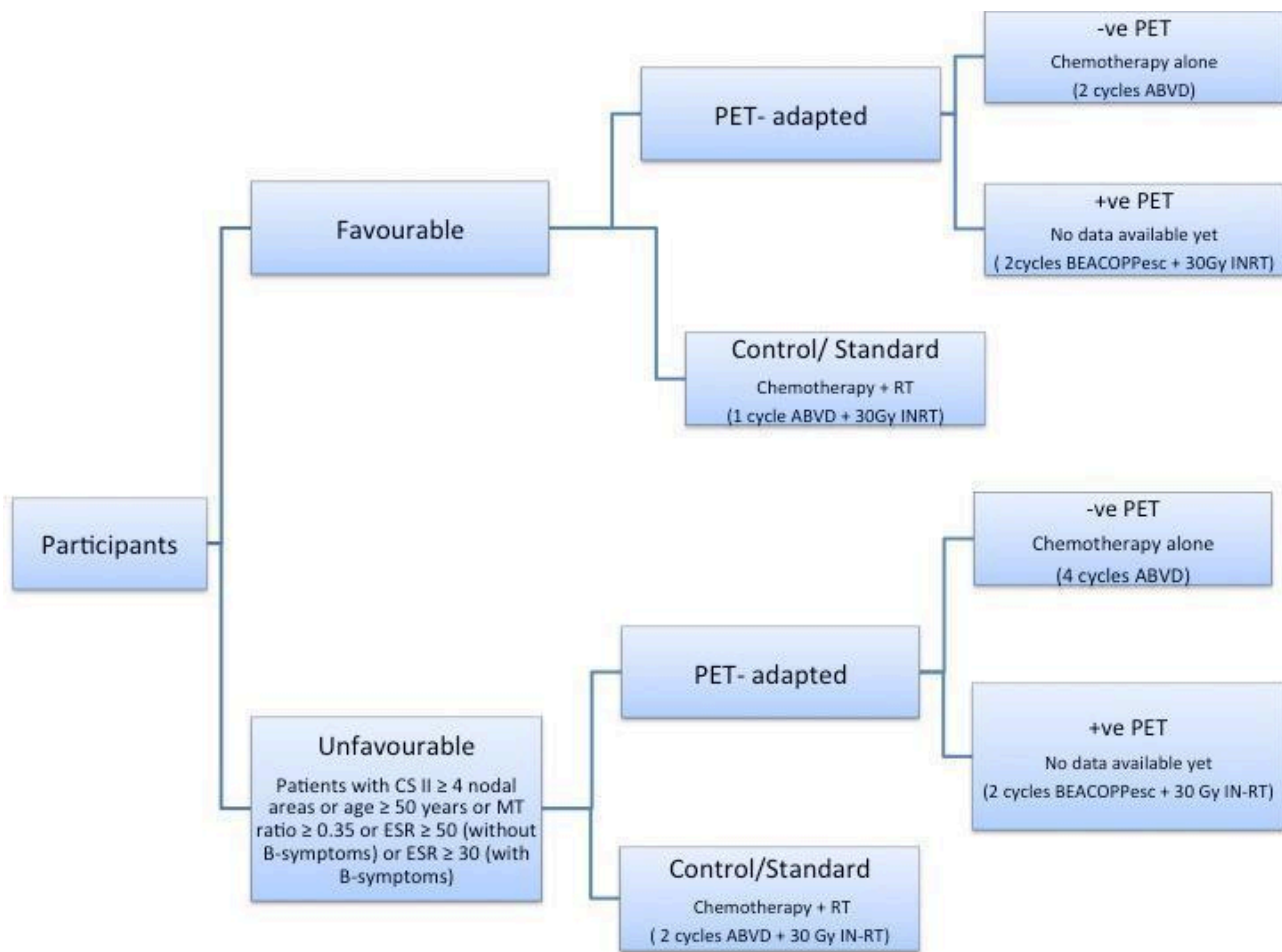 -ve PET
Chemotherapy alone
(2 cycles ABVD)
PET- adapted
+ve PET
No data available yet
( 2cycles BEACOPPesc + 30Gy INRT)
Favourable
Control/ Standard
Chemotherapy + RT
(1 cycle ABVD + 30Gy INRT)
Participants
-ve PET
Chemotherapy alone
(4 cycles ABVD)
PET- adapted
+ve PET
No data available yet
(2 cycles BEACOPPesc + 30 Gy IN-RT)
Unfavourable
Patients with CS II ≥ 4 nodal
areas or age ≥ 50 years or MT
ratio ≥ 0.35 or ESR ≥ 50 (without
B-symptoms) or ESR ≥ 30 (with
B-symptoms)
Control/Standard
Chemotherapy + RT
( 2 cycles ABVD + 30 Gy IN-RT)